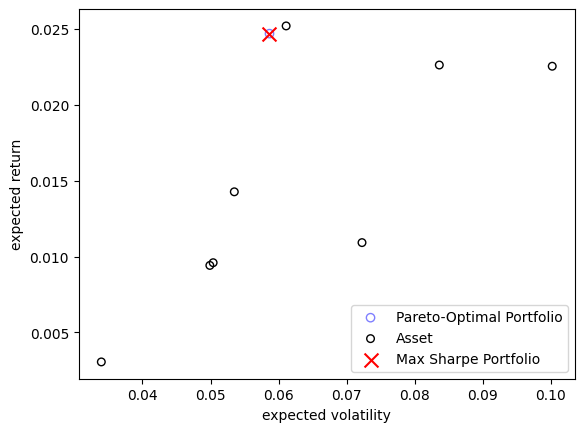 0.025
0.020
0.015
0.010
0.005
expected return
0.04 0.05 0.06 0.07 0.08 0.09 0.10
expected volatility
Pareto-Optimal Portfolio
Asset
Max Sharpe Portfolio